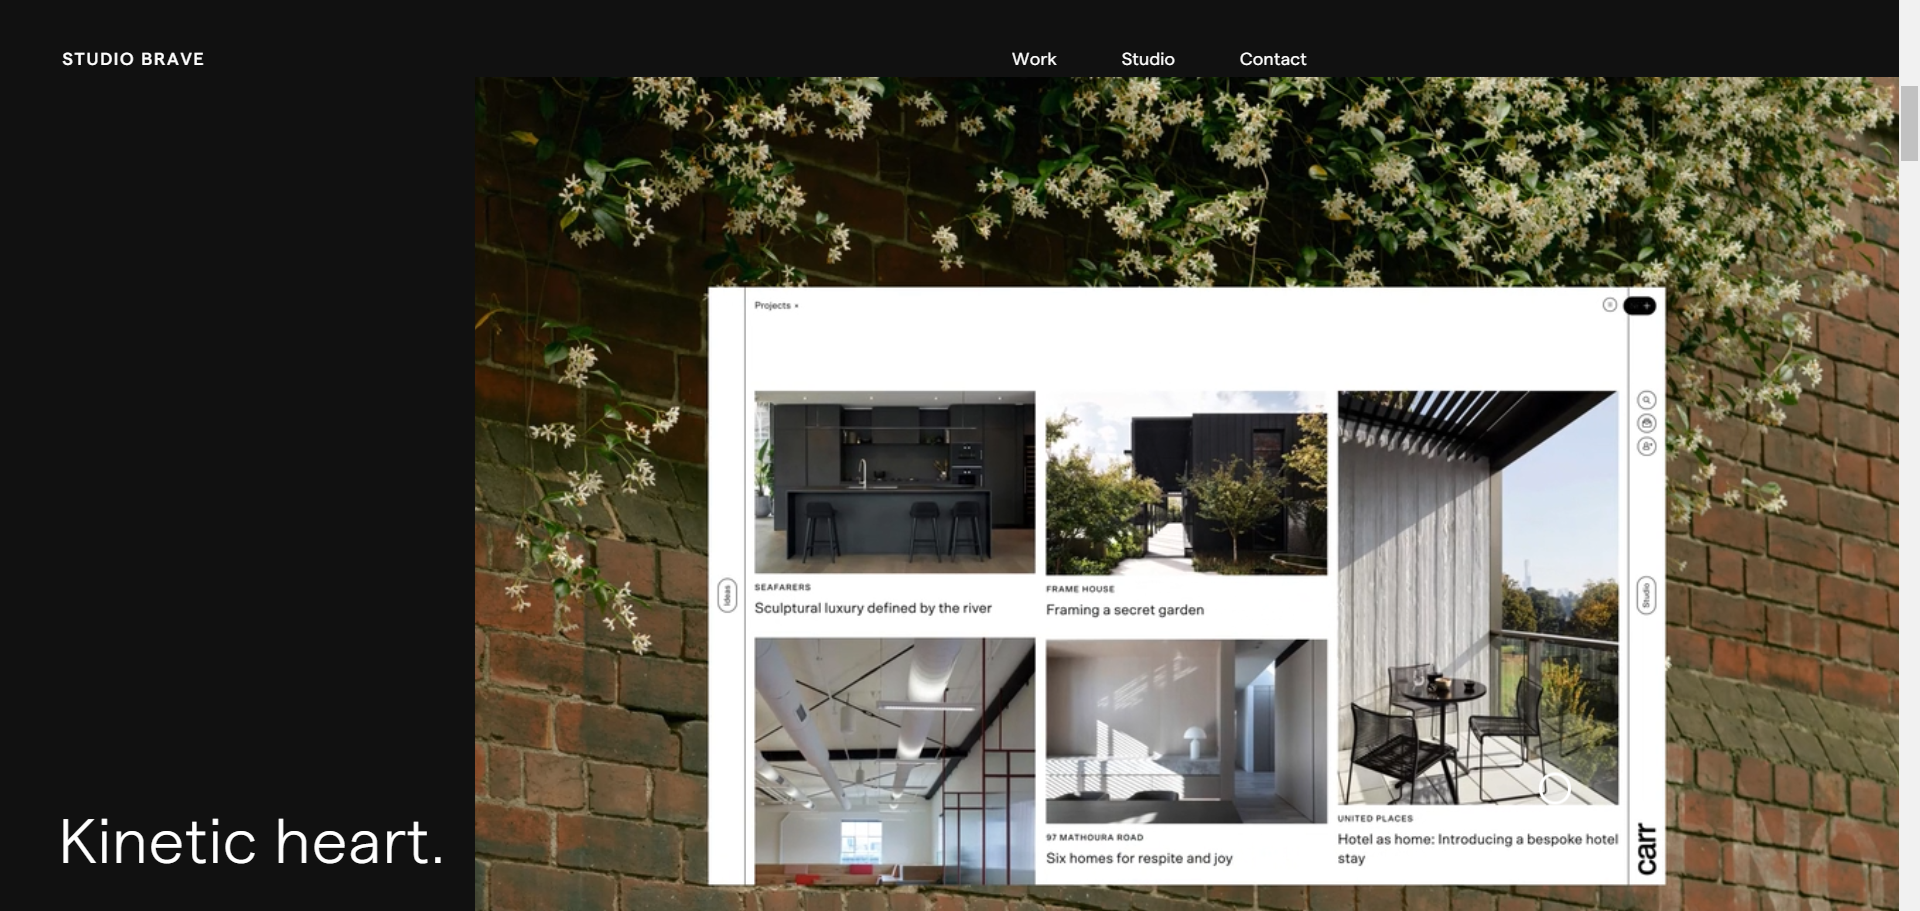 STUDIO BRAVE
Work
Studio
Contact
Projects
Ideas
SEAFARERS
Sculptural luxury defined by the river
FRAME HOUSE
Framing a secret garden
97 MATHOURA ROAD
Six homes for respite and joy
UNITED PLACES
Hotel as home: Introducing a bespoke hotel
stay
Studio
carr
Kinetic heart.